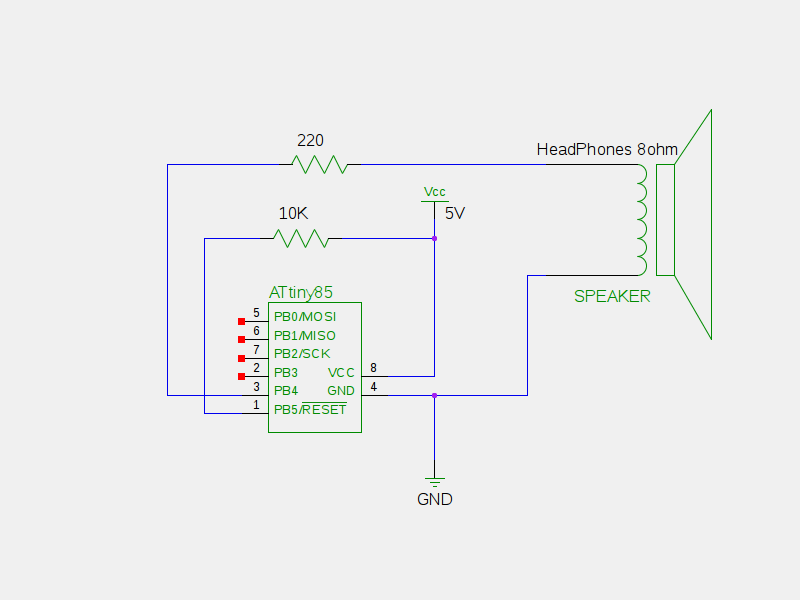 220
HeadPhones 8ohm
Vcc
5V
10K
SPEAKER
ATtiny85
5 PB0/MOSI
6 PB1/MISO
7 PB2/SCK
2 PB3 VCC 8
3 PB4 GND 4
1 PB5/RESET
GND